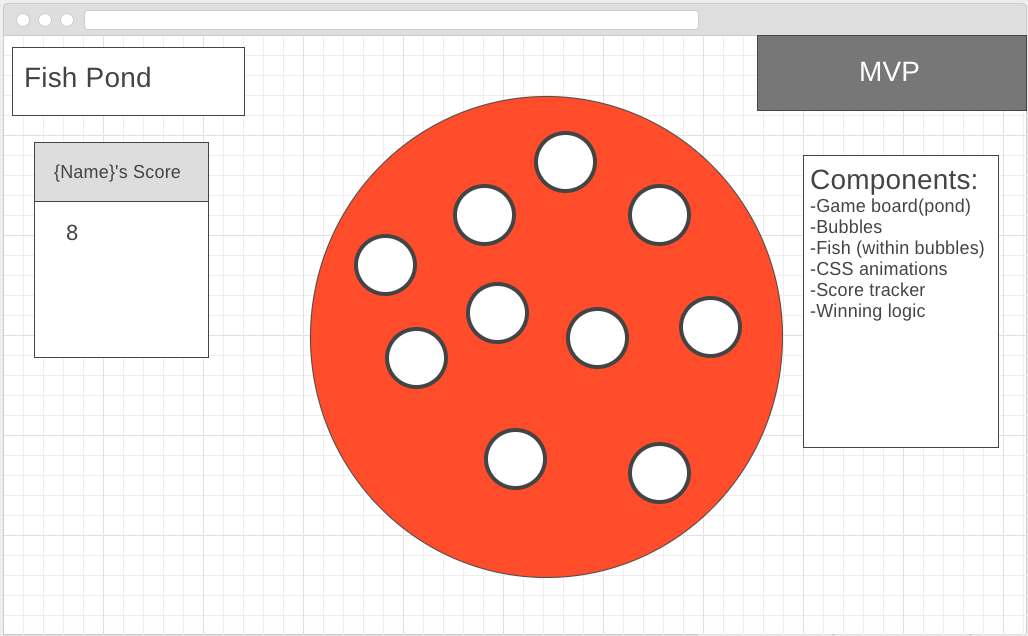 Fish Pond
MVP
{Name}'s Score
8
Components:
-Game board(pond)
-Bubbles
-Fish (within bubbles)
-CSS animations
-Score tracker
-Winning logic